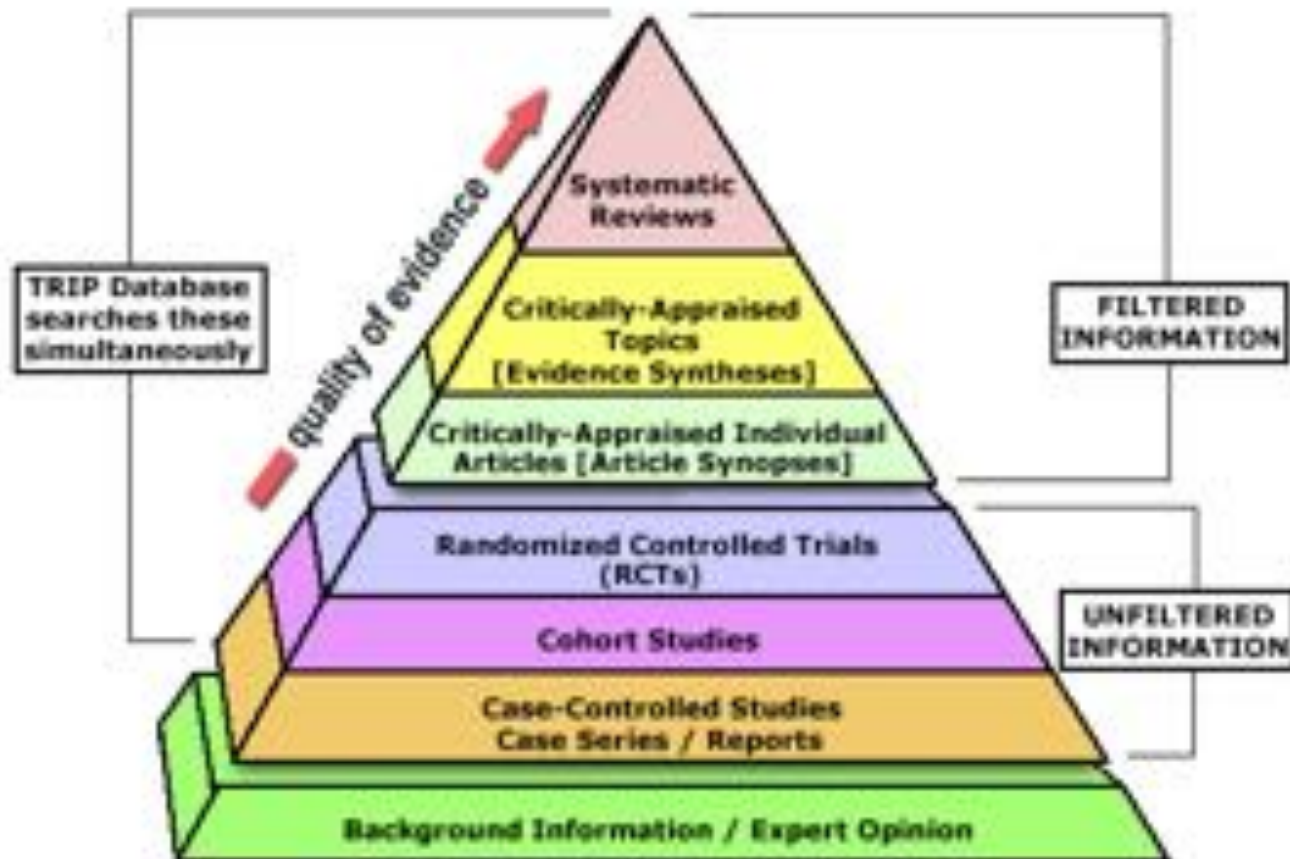 Systematic
Reviews
quality of evidence
TRIP Database
searches these
simultaneously
Critically-Appraised
Topics
[Evidence Syntheses]
FILTERED
INFORMATION
Critically-Appraised Individual
Articles [Article Synopses]
Randomized Controlled Trials
(RCTs)
Cohort Studies
UNFILTERED
INFORMATION
Case-Controlled Studies
Case Series / Reports
Background Information / Expert Opinion